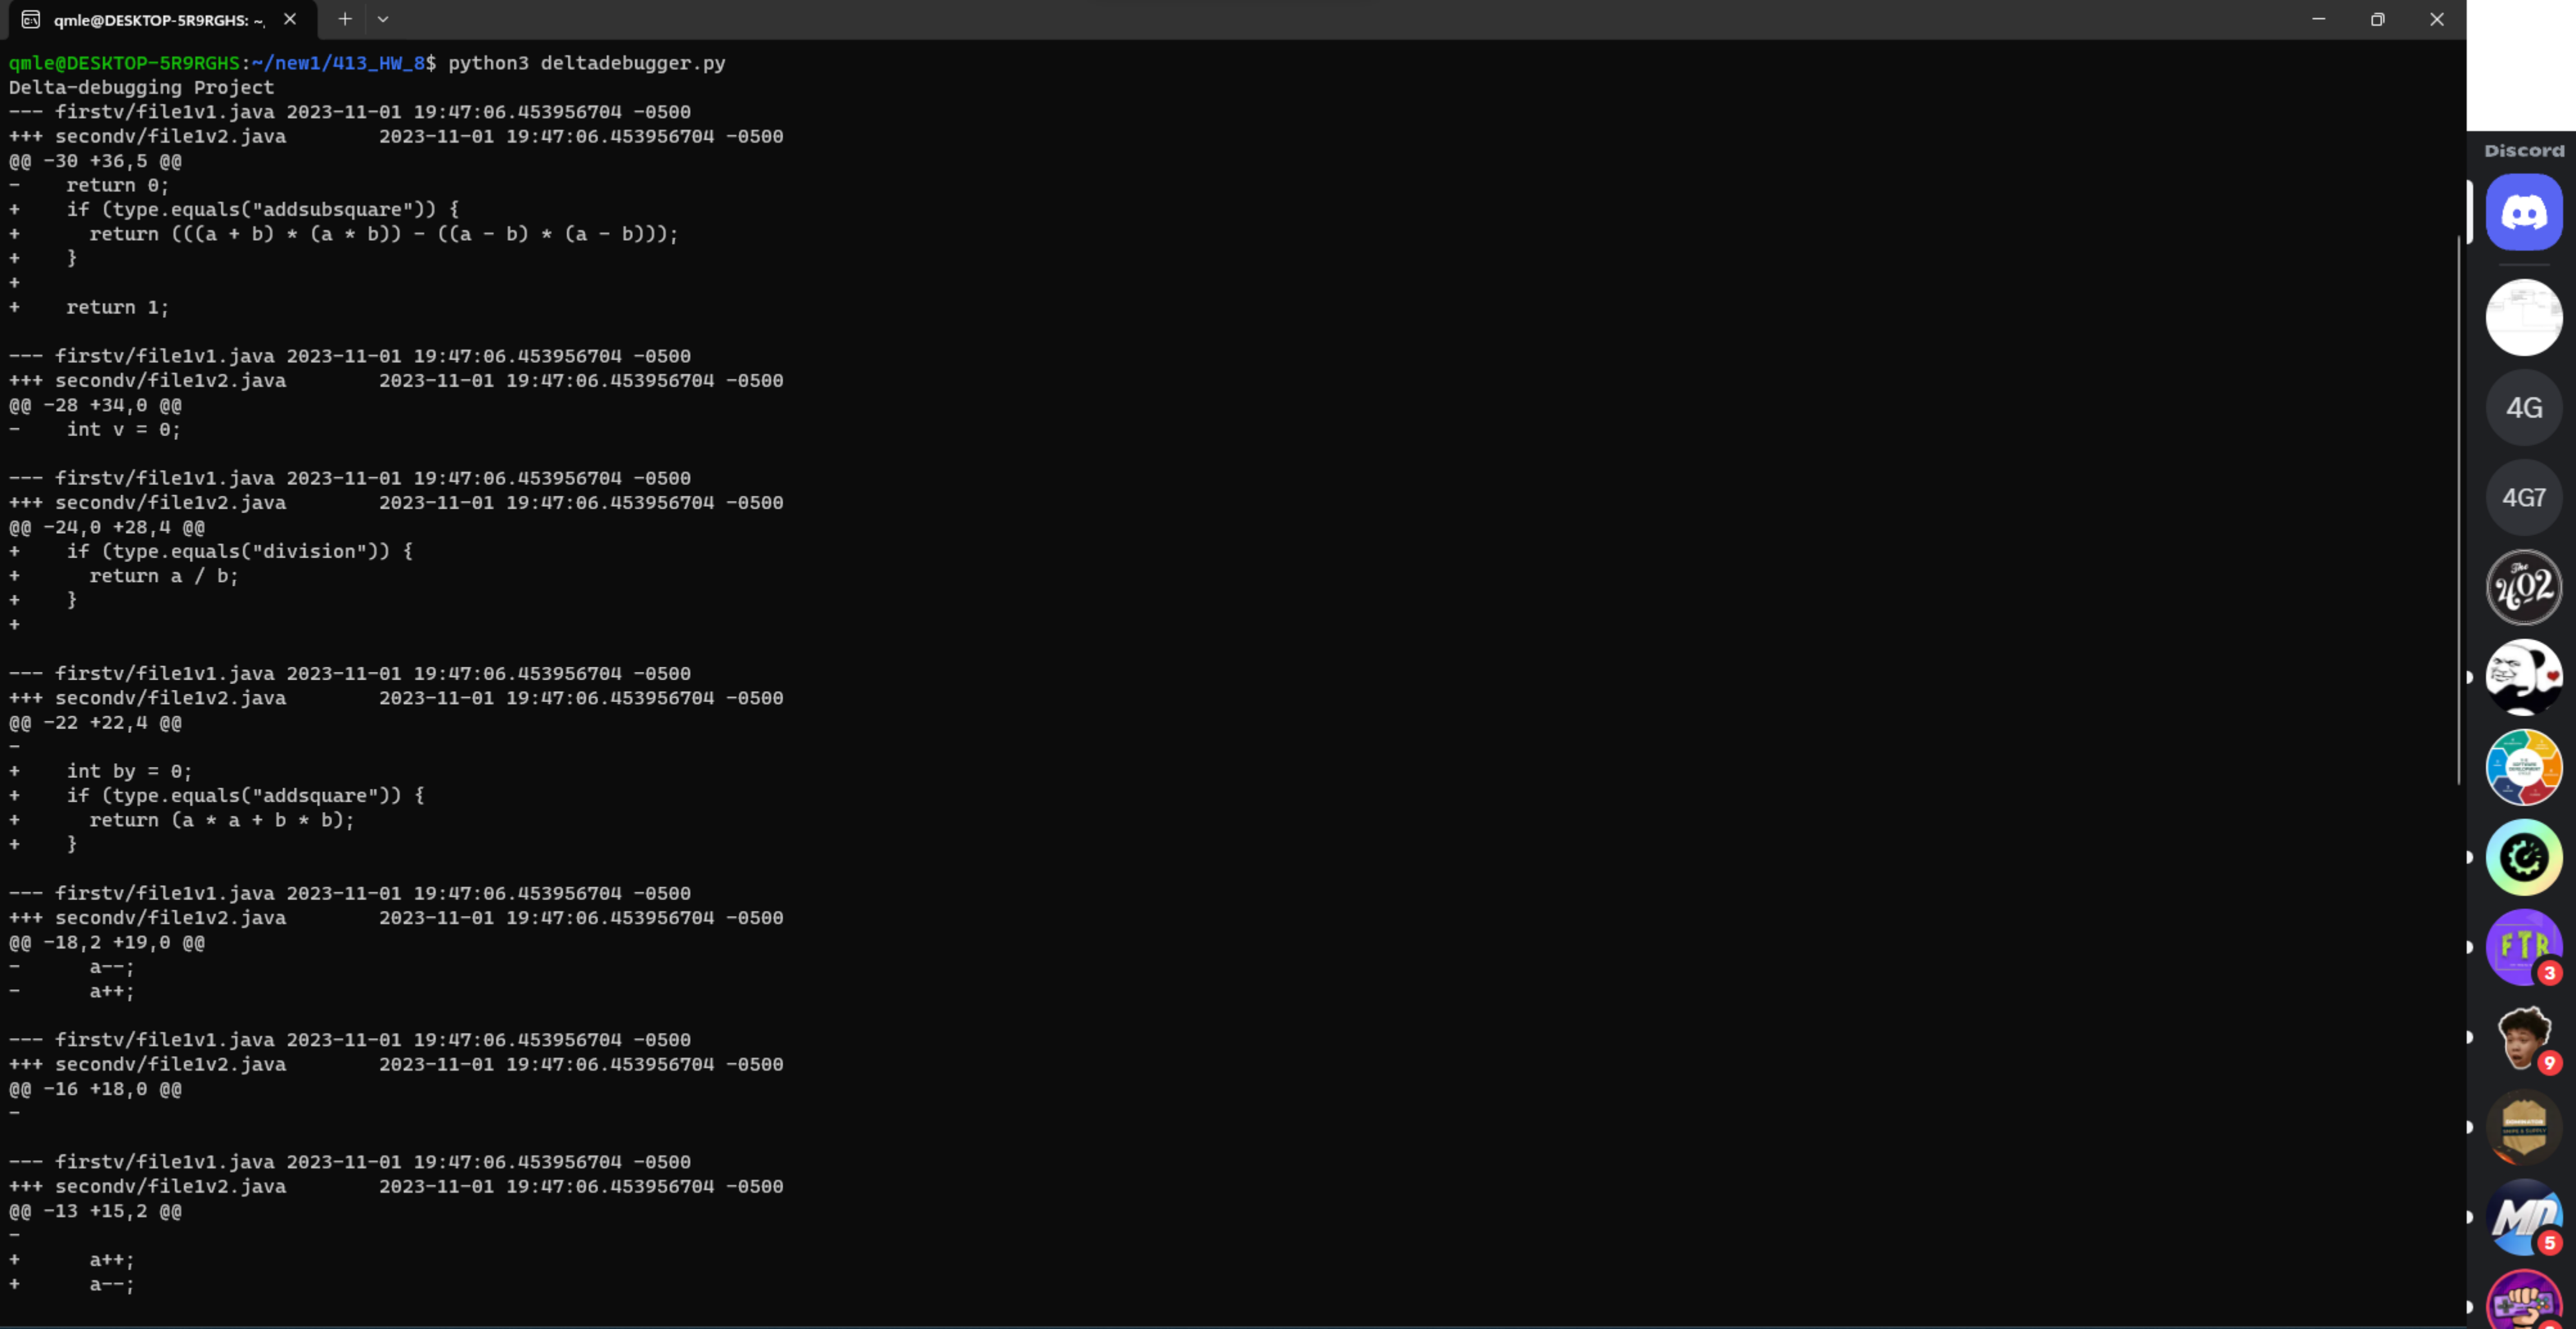 qmle@DESKTOP-5R9RGHS: ~,
qmle@DESKTOP-5R9RGHS:~/new1/413_HW_8$ python3 deltadebugger.py
Delta-debugging Project
--- firstv/file1v1.java 2023-11-01 19:47:06.453956704 -0500
+++ secondv/file1v2.java        2023-11-01 19:47:06.453956704 -0500
@@ -30 +36,5 @@
-    return 0;
+    if (type.equals("addsubsquare")) {
+      return (((a + b) * (a * b)) - ((a - b) * (a - b)));
+    }
+
+    return 1;
--- firstv/file1v1.java 2023-11-01 19:47:06.453956704 -0500
+++ secondv/file1v2.java        2023-11-01 19:47:06.453956704 -0500
@@ -28 +34,0 @@
-    int v = 0;
--- firstv/file1v1.java 2023-11-01 19:47:06.453956704 -0500
+++ secondv/file1v2.java        2023-11-01 19:47:06.453956704 -0500
@@ -24,0 +28,4 @@
+    if (type.equals("division")) {
+      return a / b;
+    }
+
--- firstv/file1v1.java 2023-11-01 19:47:06.453956704 -0500
+++ secondv/file1v2.java        2023-11-01 19:47:06.453956704 -0500
@@ -22 +22,4 @@
-
+    int by = 0;
+    if (type.equals("addsquare")) {
+      return (a * a + b * b);
+    }
--- firstv/file1v1.java 2023-11-01 19:47:06.453956704 -0500
+++ secondv/file1v2.java        2023-11-01 19:47:06.453956704 -0500
@@ -18,2 +19,0 @@
-      a--;
-      a++;
--- firstv/file1v1.java 2023-11-01 19:47:06.453956704 -0500
+++ secondv/file1v2.java        2023-11-01 19:47:06.453956704 -0500
@@ -16 +18,0 @@
-
--- firstv/file1v1.java 2023-11-01 19:47:06.453956704 -0500
+++ secondv/file1v2.java        2023-11-01 19:47:06.453956704 -0500
@@ -13 +15,2 @@
-
+      a++;
+      a--;
Discord
4G
4G7
The
402
FTR
3
9
MD
5